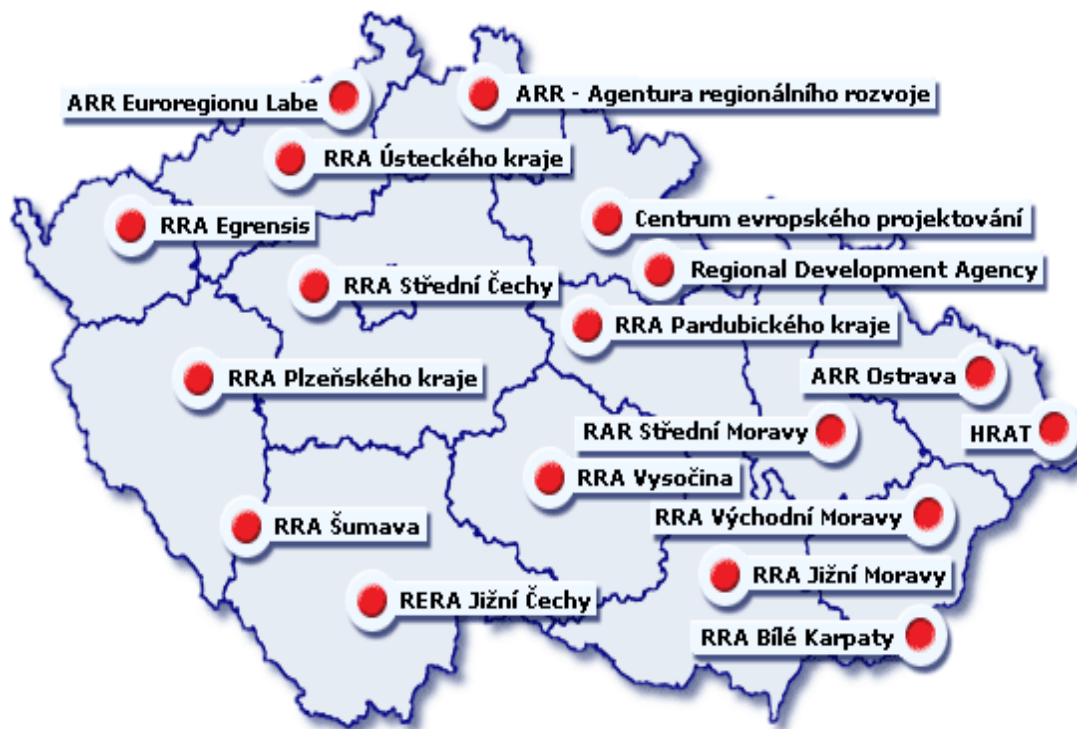 ARR Euroregionu Labe
ARR - Agentura regionálního rozvoje
RRA Ústeckého kraje
RRA Egrensis
Centrum evropského projektování
Regional Development Agency
RRA Střední Čechy
RRA Pardubického kraje
RRA Plzeňského kraje
ARR Ostrava
RAR Střední Moravy
HRAT
RRA Vysočina
RRA Východní Moravy
RRA Šumava
RRA Jižní Moravy
RERA Jižní Čechy
RRA Bílé Karpaty